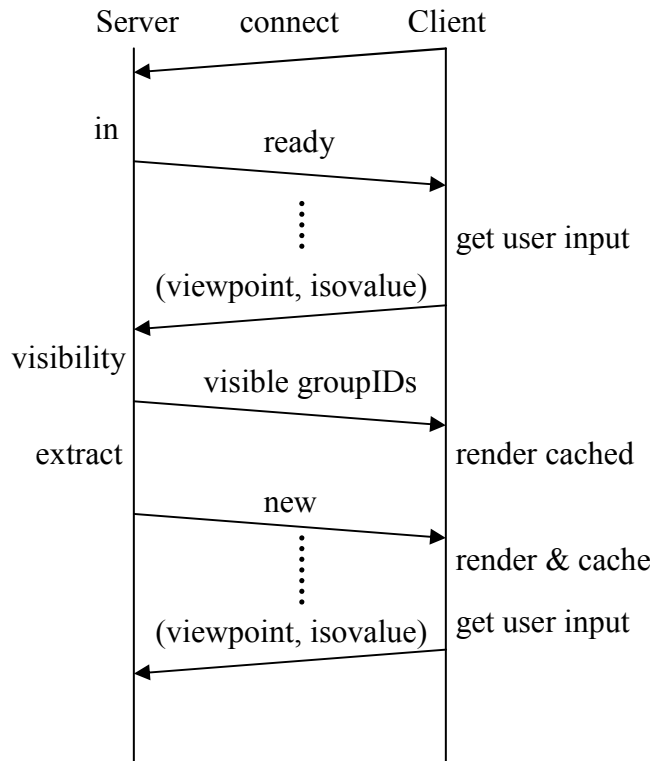 Server connect Client
in
ready
get user input
(viewpoint, isovalue)
visibility
visible groupIDs
extract
render cached
new
render & cache
get user input
(viewpoint, isovalue)